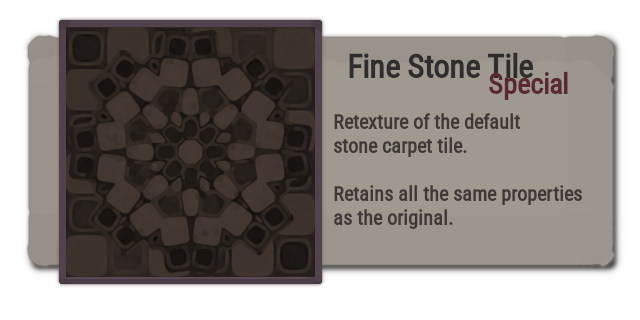 Fine Stone Tile
Special
Retexture of the default
stone carpet tile.
Retains all the same properties
as the original.